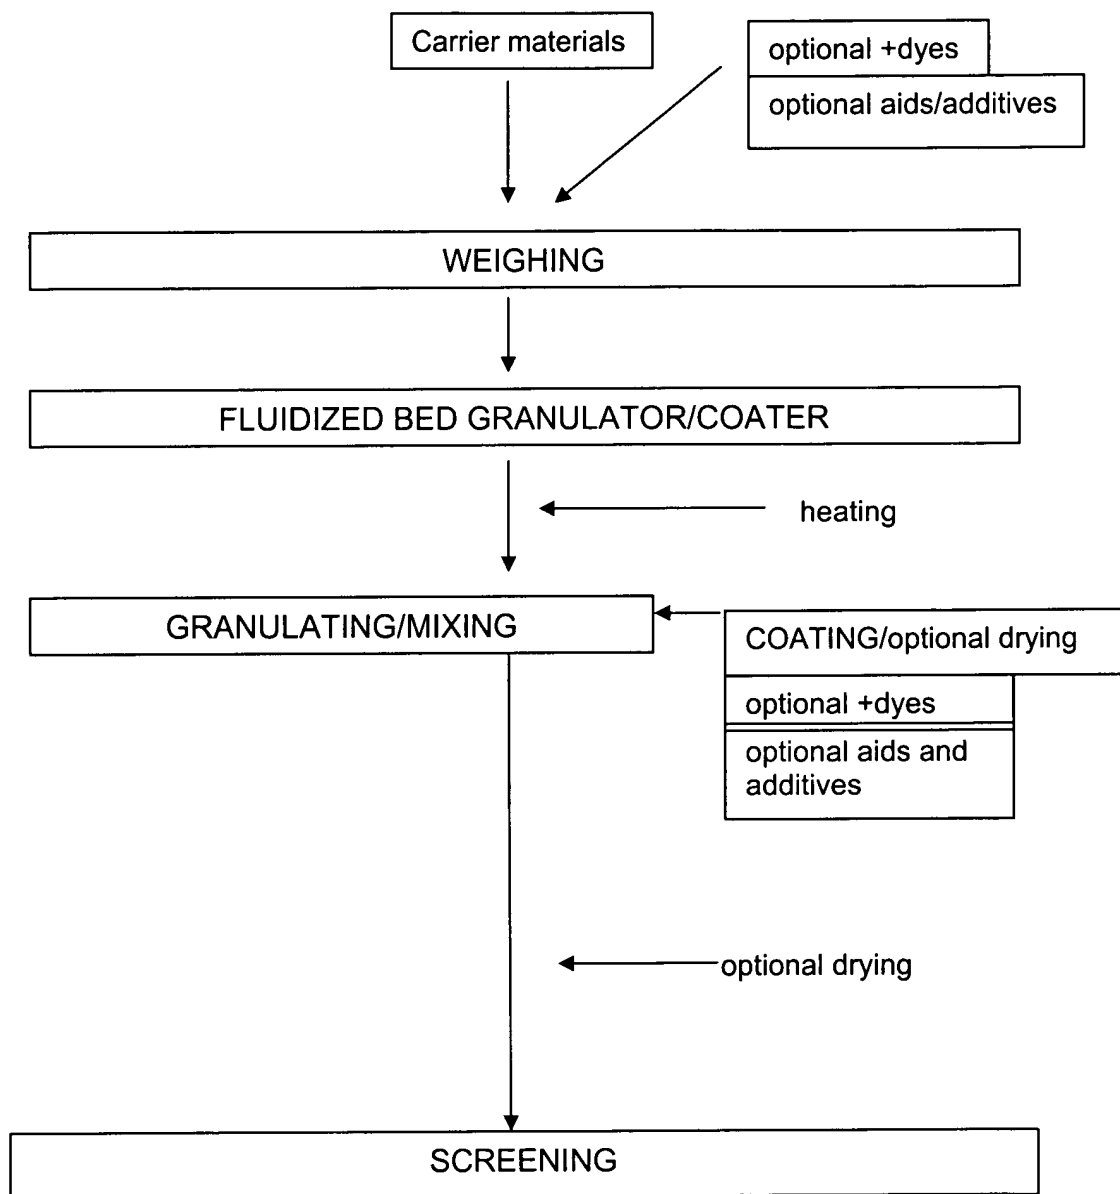 Carrier materials
optional +dyes
optional aids/additives
WEIGHING
FLUIDIZED BED GRANULATOR/COATER
heating
GRANULATING/MIXING
COATING/optional drying
optional +dyes
optional aids and
additives
optional drying
SCREENING